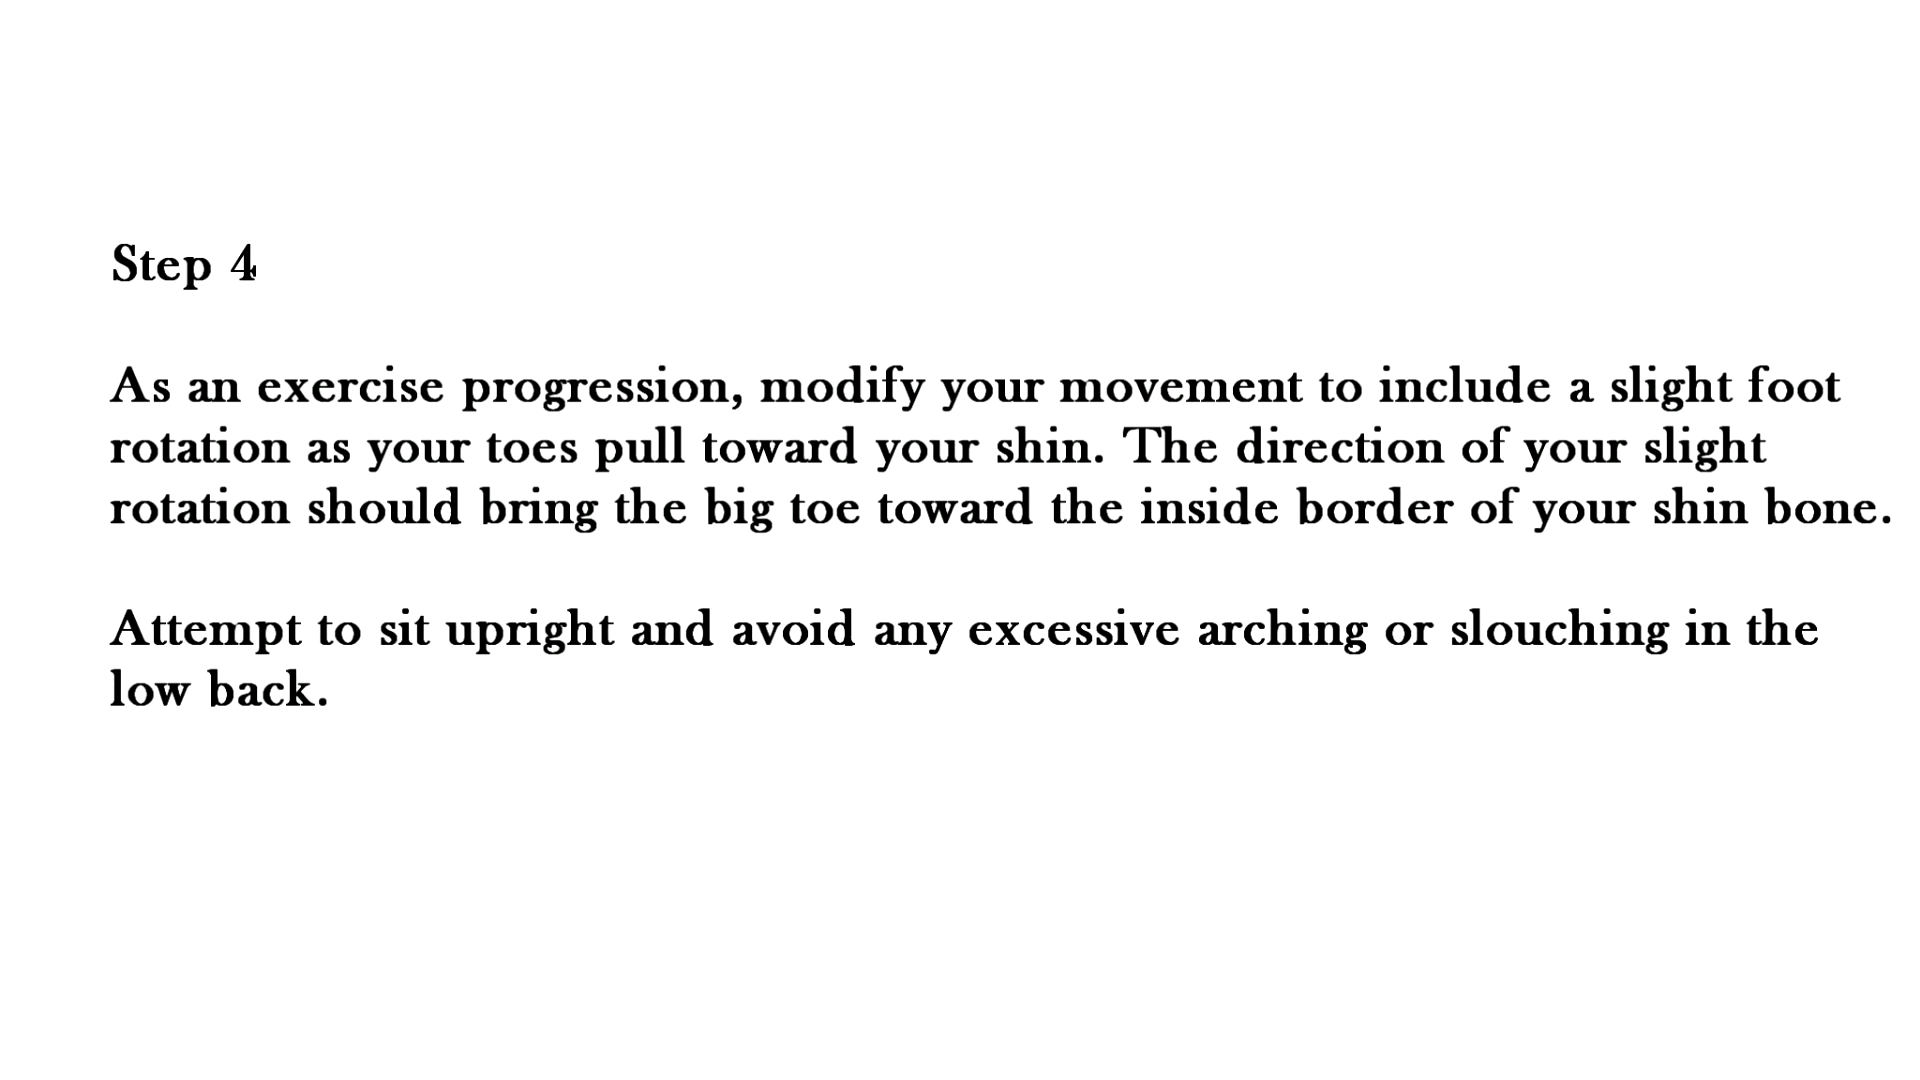 Step 4
As an exercise progression, modify your movement to include a slight foot
rotation as your toes pull toward your shin. The direction of your slight
rotation should bring the big toe toward the inside border of your shin bone.
Attempt to sit upright and avoid any excessive arching or slouching in the
low back.